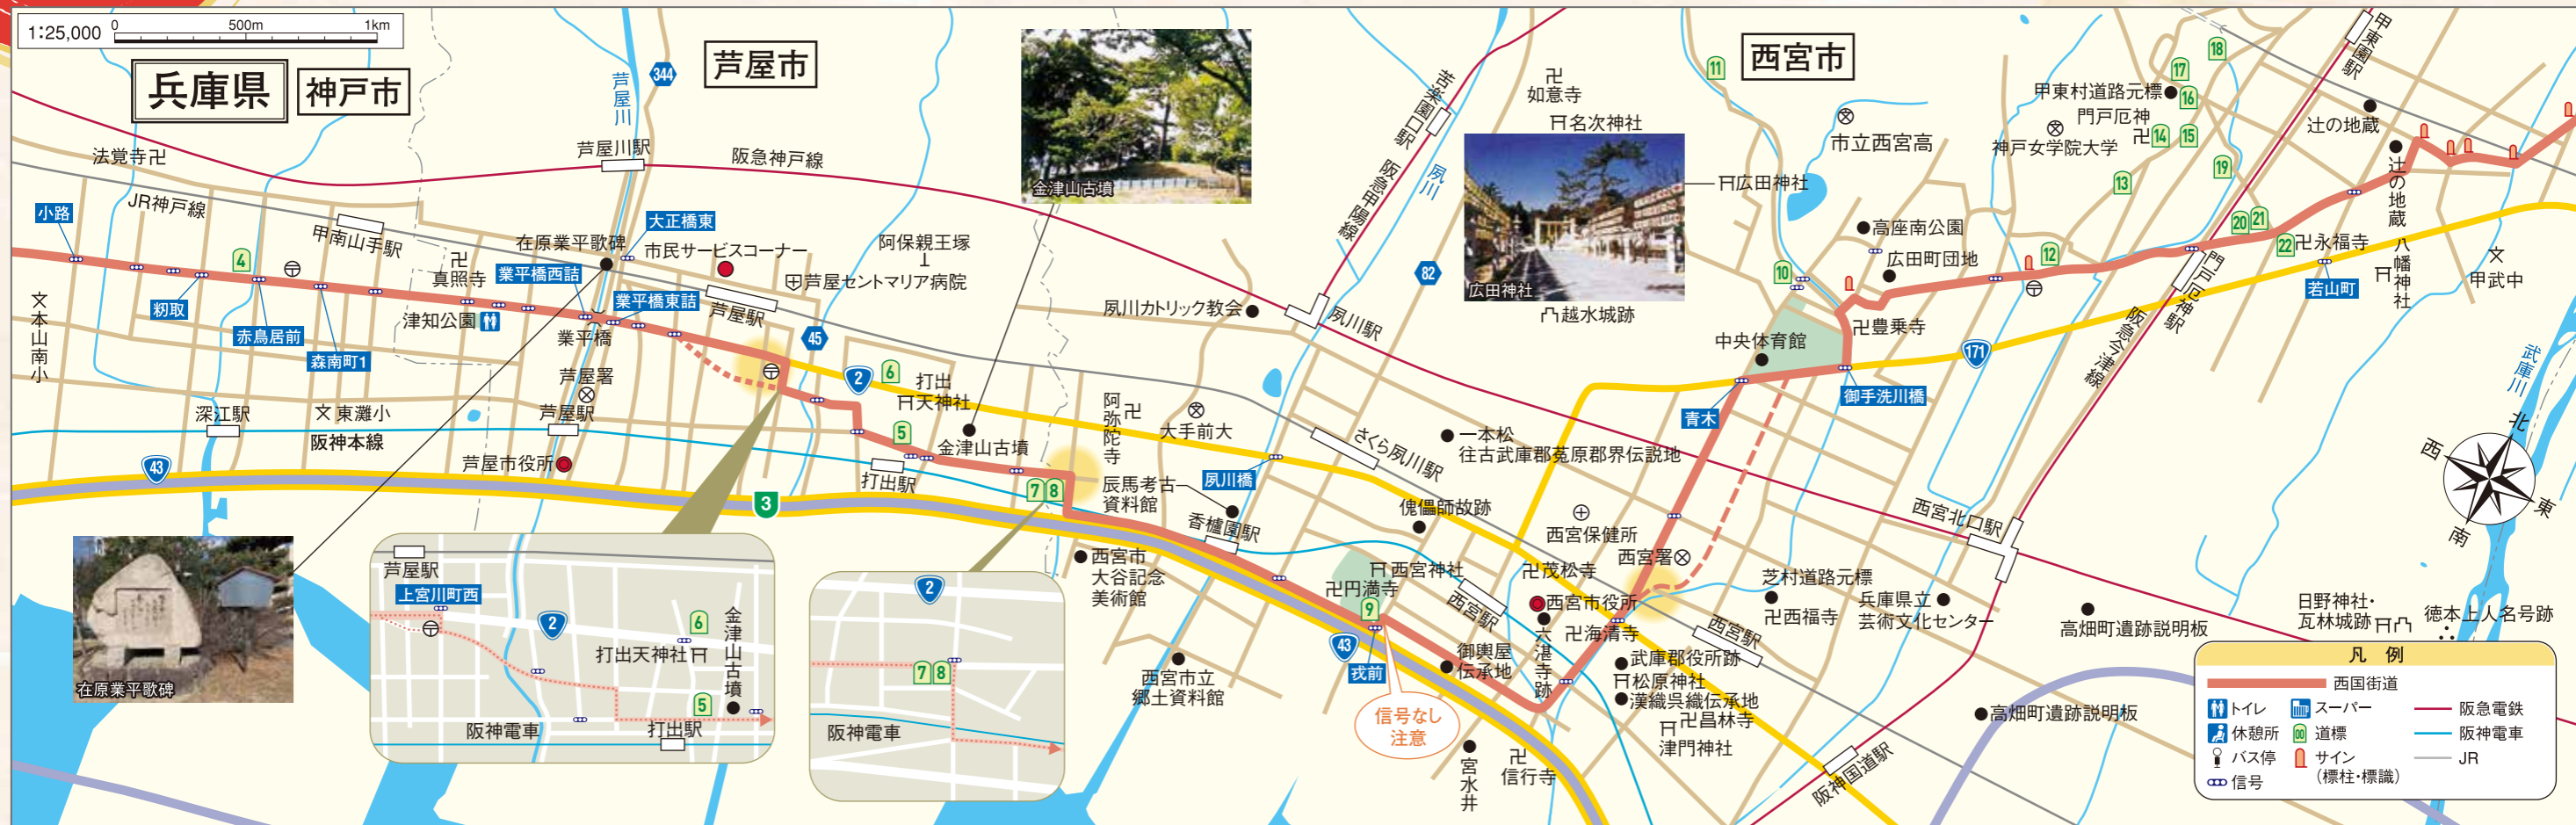 1:25,000
0
500m
1km
兵庫県
神戸市
芦屋市
西宮市
芦屋川
344
法覚寺
JR神戸線
甲南山手駅
芦屋川駅
阪急神戸線
小路
4
籾取
赤鳥居前
森南町1
本山南小
真照寺
津知公園
在原業平歌碑
大正橋東
市民サービスコーナー
業平橋西詰
業平橋東詰
業平橋
芦屋駅
阿保親王塚
芦屋セントマリア病院
45
2
6
打出
天神社
5
金津山古墳
深江駅
東灘小
阪神本線
芦屋署
芦屋駅
芦屋市役所
43
3
打出駅
7
8
阿弥陀寺
大手前大
辰馬考古
資料館
香櫨園駅
夙川橋
金津山古墳
苦楽園口駅
阪急甲陽線
夙川
82
夙川カトリック教会
夙川駅
如意寺
名次神社
広田神社
広田神社
越水城跡
11
市立西宮高
高座南公園
広田町団地
10
豊乗寺
中央体育館
青木
御手洗川橋
171
12
13
神戸女学院大学
甲東村道路元標
門戸厄神
14
15
16
17
18
19
20
21
22
甲東園駅
辻の地蔵
辻の地蔵
永福寺
八幡神社
若山町
甲武中
門戸厄神駅
阪急今津線
武庫川
北
東
南
西
さくら夙川駅
一本松
往古武庫郡菟原郡界伝説地
傀儡師故跡
西宮保健所
西宮署
西宮北口駅
西宮市
大谷記念
美術館
円満寺
9
西宮神社
西宮駅
茂松寺
西宮市役所
六湛寺跡
海清寺
西宮駅
芝村道路元標
西福寺
兵庫県立
芸術文化センター
高畑町遺跡説明板
日野神社・
瓦林城跡
徳本上人名号跡
43
戎前
信号なし
注意
御輿屋
伝承地
武庫郡役所跡
松原神社
漢織呉織伝承地
昌林寺
津門神社
西宮市立
郷土資料館
宮水井
信行寺
阪神国道駅
高畑町遺跡説明板
在原業平歌碑
芦屋駅
上宮川町西
2
6
打出天神社
金津山古墳
5
阪神電車
打出駅
2
7
8
阪神電車
凡例
西国街道
トイレ
スーパー
阪急電鉄
休憩所
00
道標
阪神電車
バス停
サイン
(標柱・標識)
JR
信号